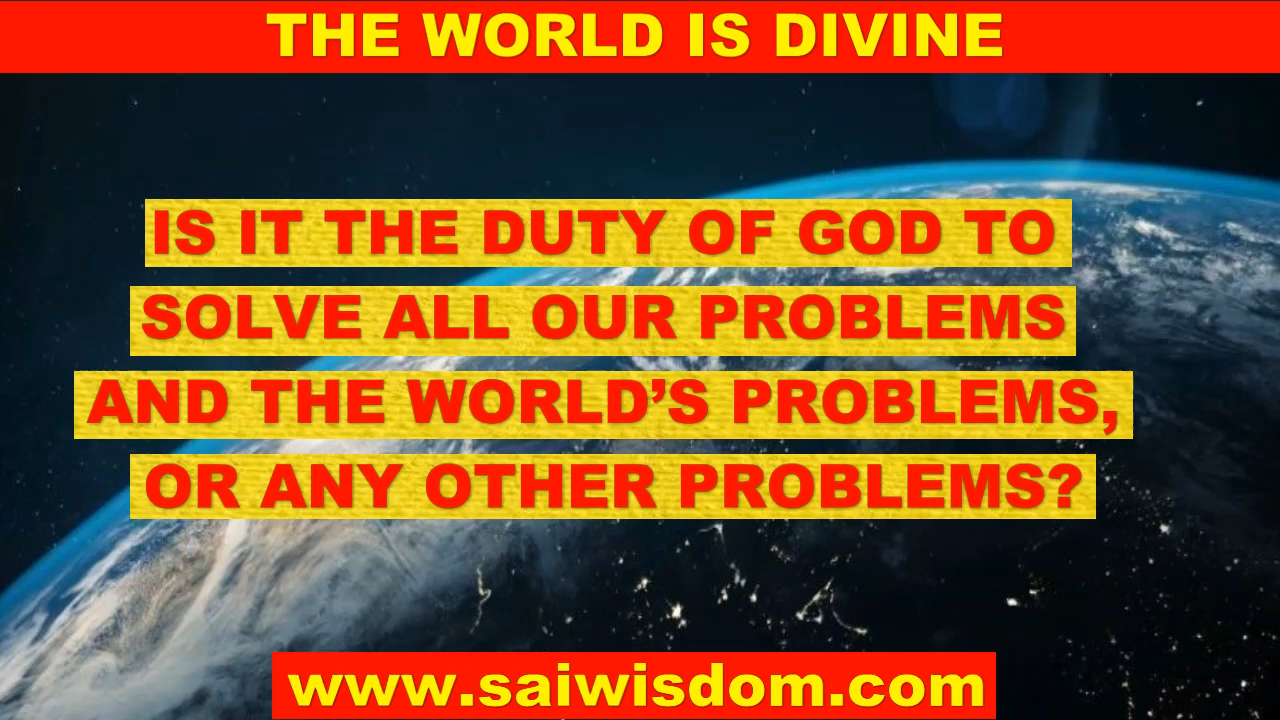 THE WORLD IS DIVINE
IS IT THE DUTY OF GOD TO
SOLVE ALL OUR PROBLEMS
AND THE WORLD’S PROBLEMS,
OR ANY OTHER PROBLEMS?
www.saiwisdom.com